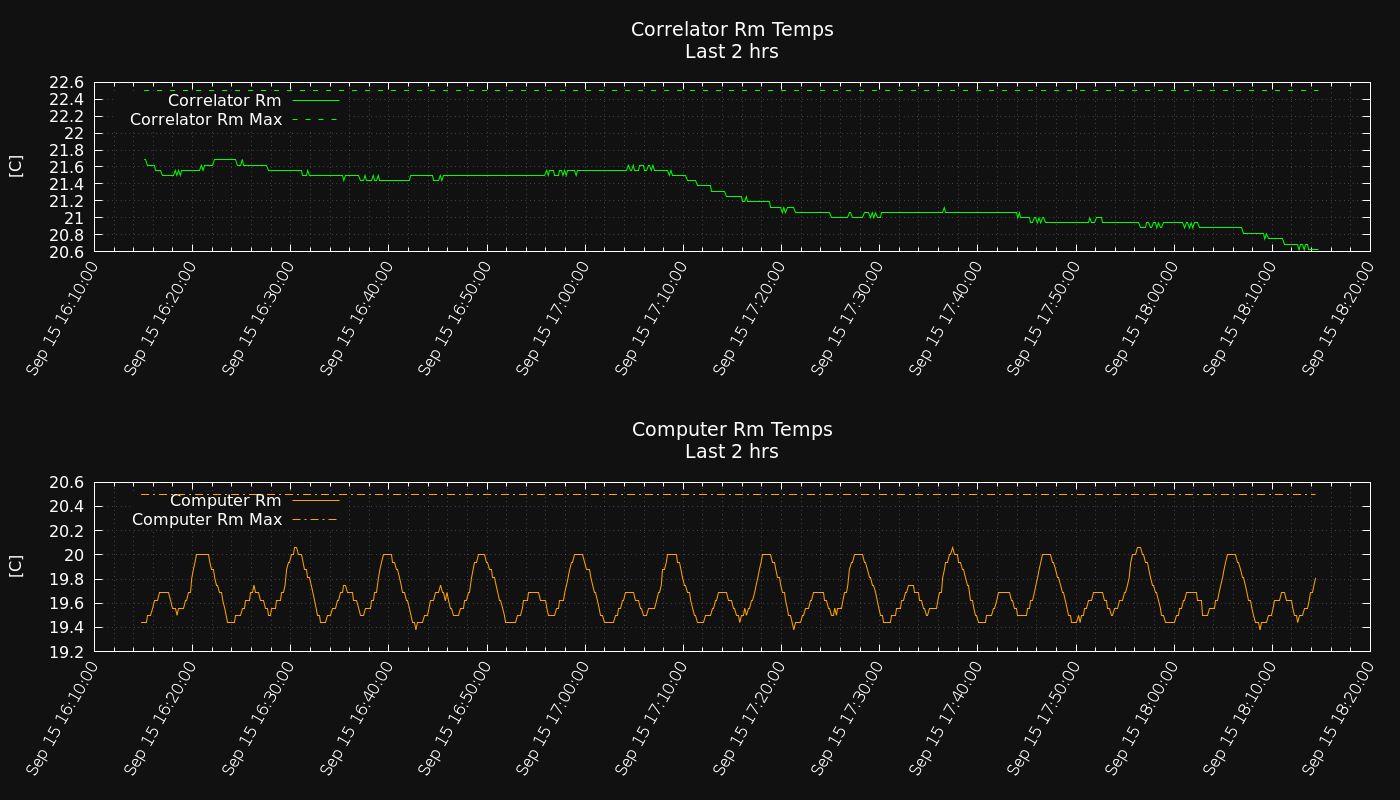 Correlator Rm Temps
Last 2 hrs
[C]
22.6
22.4
22.2
22
21.8
21.6
21.4
21.2
21
20.8
20.6
Correlator Rm
Correlator Rm Max
Sep 15 16:10:00
Sep 15 16:20:00
Sep 15 16:30:00
Sep 15 16:40:00
Sep 15 16:50:00
Sep 15 17:00:00
Sep 15 17:10:00
Sep 15 17:20:00
Sep 15 17:30:00
Sep 15 17:40:00
Sep 15 17:50:00
Sep 15 18:00:00
Sep 15 18:10:00
Sep 15 18:20:00
Computer Rm Temps
Last 2 hrs
[C]
20.6
20.4
20.2
20
19.8
19.6
19.4
19.2
Computer Rm
Computer Rm Max
Sep 15 16:10:00
Sep 15 16:20:00
Sep 15 16:30:00
Sep 15 16:40:00
Sep 15 16:50:00
Sep 15 17:00:00
Sep 15 17:10:00
Sep 15 17:20:00
Sep 15 17:30:00
Sep 15 17:40:00
Sep 15 17:50:00
Sep 15 18:00:00
Sep 15 18:10:00
Sep 15 18:20:00